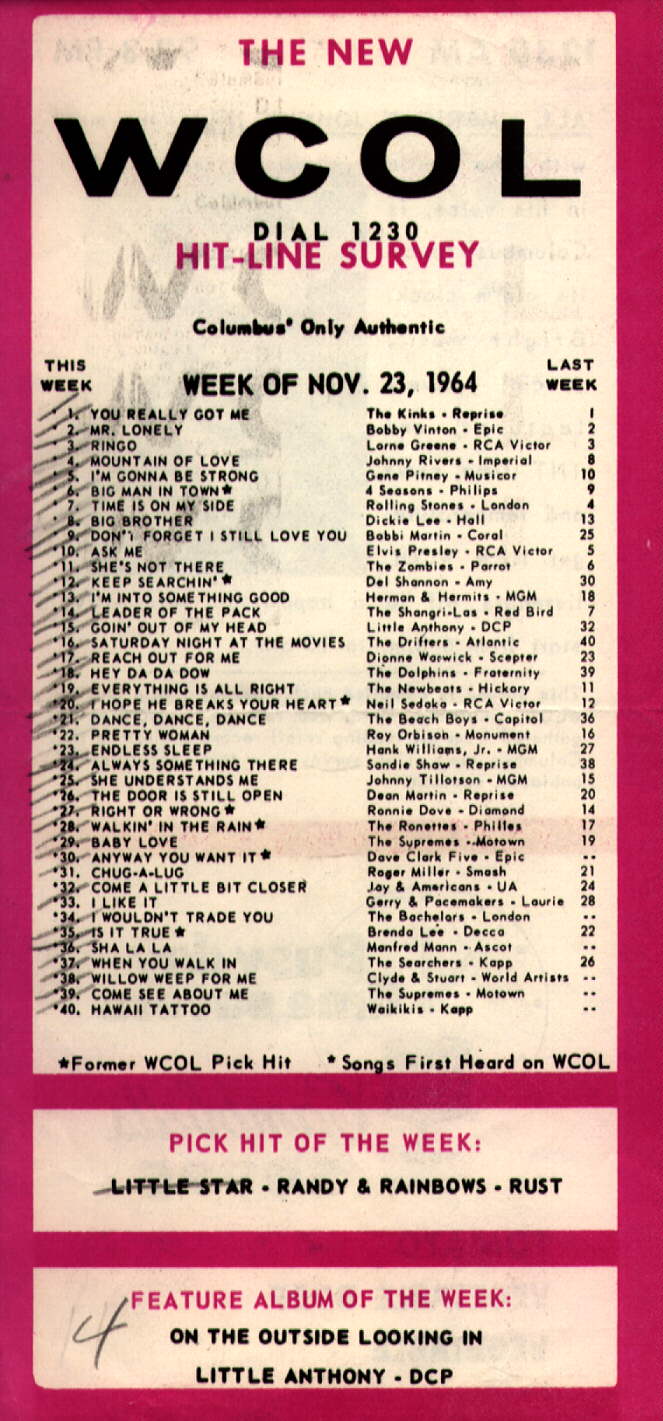 THE NEW
WCOL
DIAL 1230
HIT-LINE SURVEY
Columbus' Only Authentic
THIS WEEK WEEK OF NOV. 23, 1964 LAST WEEK
* 1. YOU REALLY GOT ME The Kinks - Reprise 1
* 2. MR. LONELY Bobby Vinton - Epic 2
* 3. RINGO Lorne Greene - RCA Victor 3
* 4. MOUNTAIN OF LOVE Johnny Rivers - Imperial 8
*5. I'M GONNA BE STRONG Gene Pitney - Musicor 10
* 6. BIG MAN IN TOWN★ 4 Seasons - Philips 9
* 7. TIME IS ON MY SIDE Rolling Stones - London 4
* 8. BIG BROTHER Dickie Lee - Hall 13
*9. DON'T FORGET I STILL LOVE YOU Bobbi Martin - Coral 25
*10. ASK ME Elvis Presley - RCA Victor 5
*11. SHE'S NOT THERE The Zombies - Parrot 6
*12. KEEP SEARCHIN'★ Del Shannon - Amy 30
*13. I'M INTO SOMETHING GOOD Herman & Hermits - MGM 18
*14. LEADER OF THE PACK The Shangri-Las - Red Bird 7
*15. GOIN' OUT OF MY HEAD Little Anthony - DCP 32
*16. SATURDAY NIGHT AT THE MOVIES The Drifters - Atlantic 40
*17. REACH OUT FOR ME Dionne Warwick - Scepter 23
*18. HEY DA DA DOW The Dolphins - Fraternity 39
*19. EVERYTHING IS ALL RIGHT The Newbeats - Hickory 11
*20. I HOPE HE BREAKS YOUR HEART★ Neil Sedaka - RCA Victor 12
*21. DANCE, DANCE, DANCE The Beach Boys - Capitol 36
*22. PRETTY WOMAN Roy Orbison - Monument 16
*23. ENDLESS SLEEP Hank Williams, Jr. - MGM 27
*24. ALWAYS SOMETHING THERE Sandie Shaw - Reprise 38
*25. SHE UNDERSTANDS ME Johnny Tillotson - MGM 15
*26. THE DOOR IS STILL OPEN Dean Martin - Reprise 20
*27. RIGHT OR WRONG★ Ronnie Dove - Diamond 14
*28. WALKIN' IN THE RAIN★ The Ronettes - Philles 17
*29. BABY LOVE The Supremes - Motown 19
*30. ANYWAY YOU WANT IT★ Dave Clark Five - Epic --
*31. CHUG-A-LUG Roger Miller - Smash 21
*32. COME A LITTLE BIT CLOSER Jay & Americans - UA 24
*33. I LIKE IT Gerry & Pacemakers - Laurie 28
*34. I WOULDN'T TRADE YOU The Bachelors - London --
*35. IS IT TRUE★ Brenda Lee - Decca 22
*36. SHA LA LA Manfred Mann - Ascot --
*37. WHEN YOU WALK IN The Searchers - Kapp 26
*38. WILLOW WEEP FOR ME Clyde & Stuart - World Artists --
*39. COME SEE ABOUT ME The Supremes - Motown --
*40. HAWAII TATTOO Waikikis - Kapp --
★Former WCOL Pick Hit * Songs First Heard on WCOL
PICK HIT OF THE WEEK:
LITTLE STAR - RANDY & RAINBOWS - RUST
FEATURE ALBUM OF THE WEEK:
14
ON THE OUTSIDE LOOKING IN
LITTLE ANTHONY - DCP